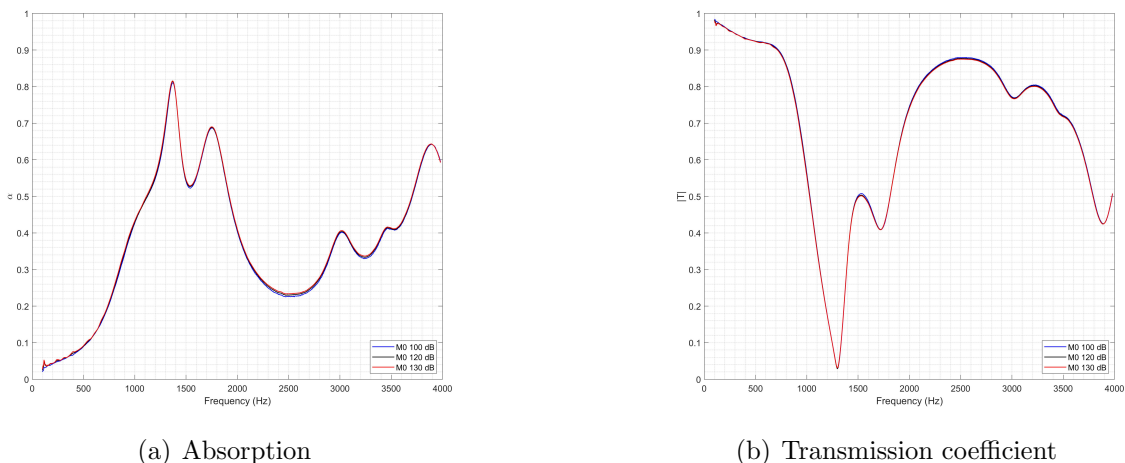 1
0.9
0.8
0.7
0.6
0.5
0.4
0.3
0.2
0.1
0
α
0 500 1000 1500 2000 2500 3000 3500 4000
Frequency (Hz)
M0 100 dB
M0 120 dB
M0 130 dB
(a) Absorption
1
0.9
0.8
0.7
0.6
0.5
0.4
0.3
0.2
0.1
0
|T|
0 500 1000 1500 2000 2500 3000 3500 4000
Frequency (Hz)
M0 100 dB
M0 120 dB
M0 130 dB
(b) Transmission coefficient